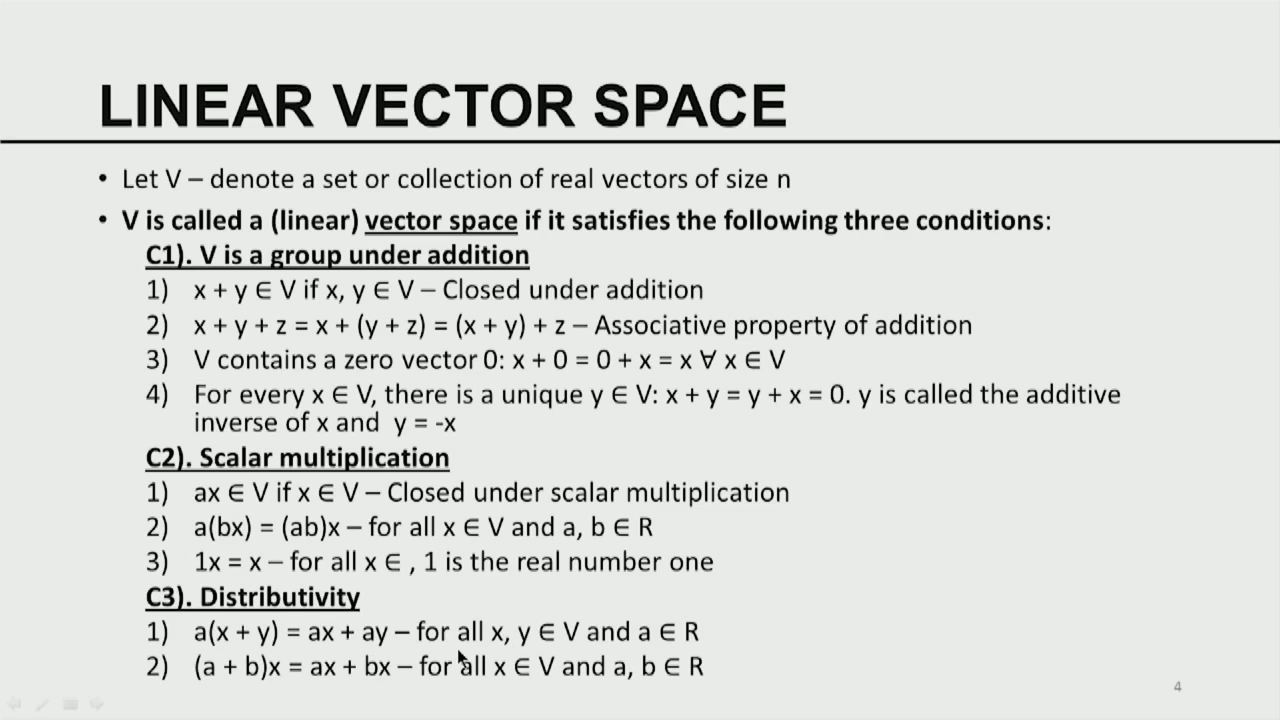 LINEAR VECTOR SPACE
• Let V – denote a set or collection of real vectors of size n
• V is called a (linear) vector space if it satisfies the following three conditions:
C1). V is a group under addition
1) x + y ∈ V if x, y ∈ V – Closed under addition
2) x + y + z = x + (y + z) = (x + y) + z – Associative property of addition
3) V contains a zero vector 0: x + 0 = 0 + x = x ∀ x ∈ V
4) For every x ∈ V, there is a unique y ∈ V: x + y = y + x = 0. y is called the additive
inverse of x and y = -x
C2). Scalar multiplication
1) ax ∈ V if x ∈ V – Closed under scalar multiplication
2) a(bx) = (ab)x – for all x ∈ V and a, b ∈ R
3) 1x = x – for all x ∈ , 1 is the real number one
C3). Distributivity
1) a(x + y) = ax + ay – for all x, y ∈ V and a ∈ R
2) (a + b)x = ax + bx – for all x ∈ V and a, b ∈ R
4